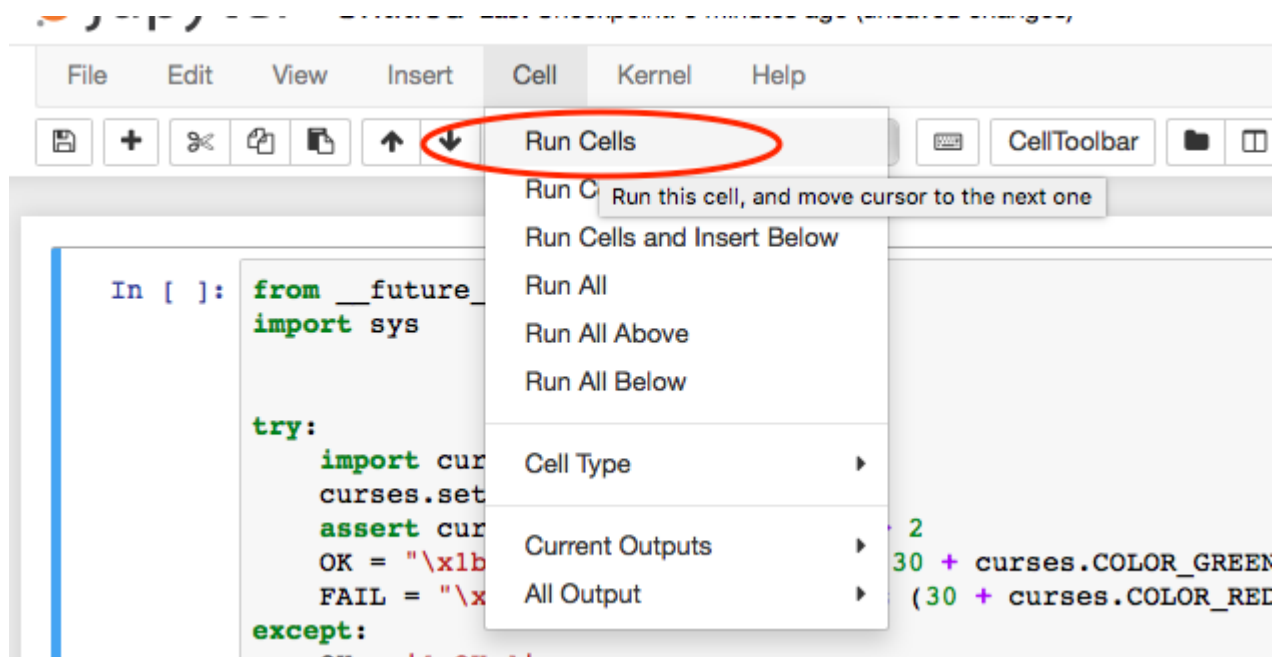 jupyter
File Edit View Insert Cell Kernel Help
CellToolbar
Run Cells
Run C
Run this cell, and move cursor to the next one
Run Cells and Insert Below
Run All
Run All Above
Run All Below
Cell Type
Current Outputs
All Output
In [ ]:
from __future_
import sys
try:
import cur
curses.set
assert cur 2
OK = "\x1b 30 + curses.COLOR_GREEN
FAIL = "\x (30 + curses.COLOR_RED
except: